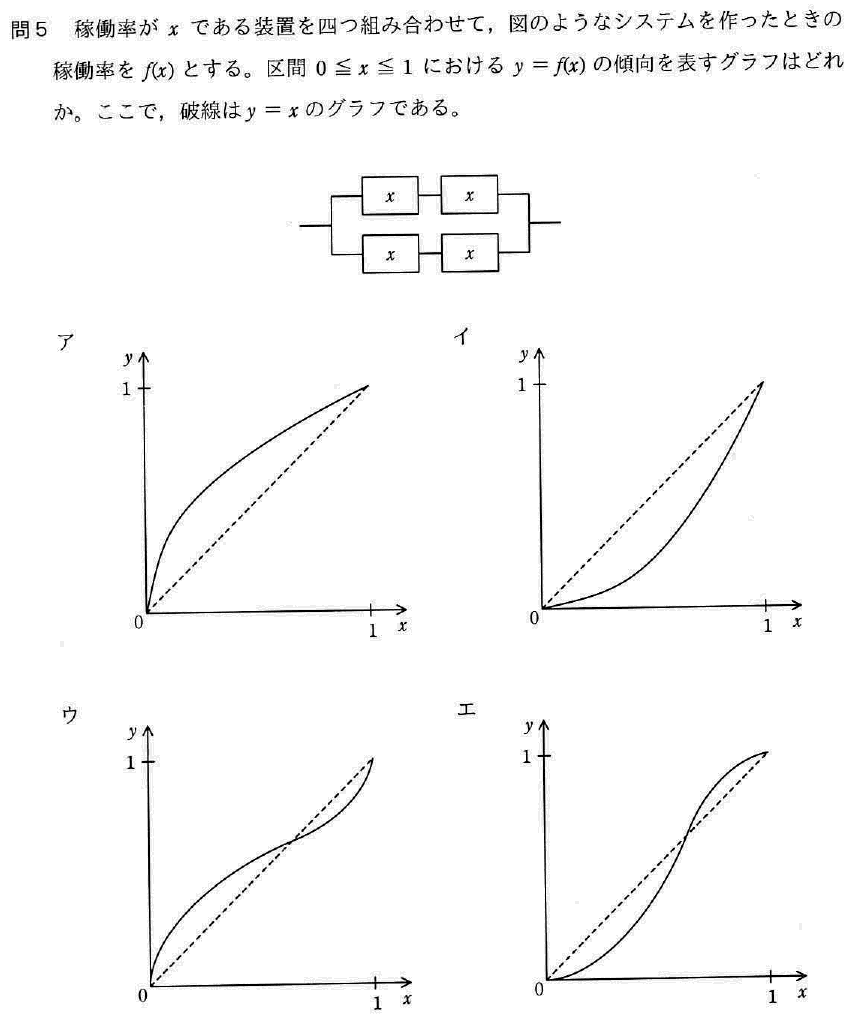 問5 稼働率が x である装置を四つ組み合わせて，図のようなシステムを作ったときの
稼働率を f(x) とする。区間 0 ≦ x ≦ 1 における y = f(x) の傾向を表すグラフはどれ
か。ここで，破線は y = x のグラフである。
x x
x x
ア
y
1
0
1 x
イ
y
1
0
1 x
ウ
y
1
0
1 x
エ
y
1
0
1 x